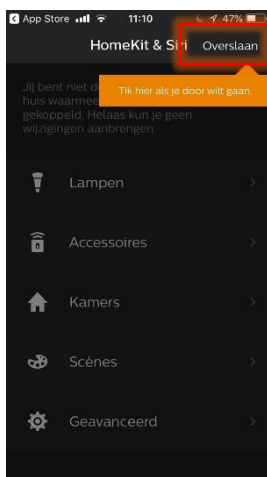 App Store 11:10 47%
HomeKit & Siri Overslaan
Tik hier als je door wilt gaan.
Jij bent niet d
huis waarmee
gekoppeld. Helaas kun je geen
wijzigingen aanbrengen.
Lampen
Accessoires
Kamers
Scènes
Geavanceerd